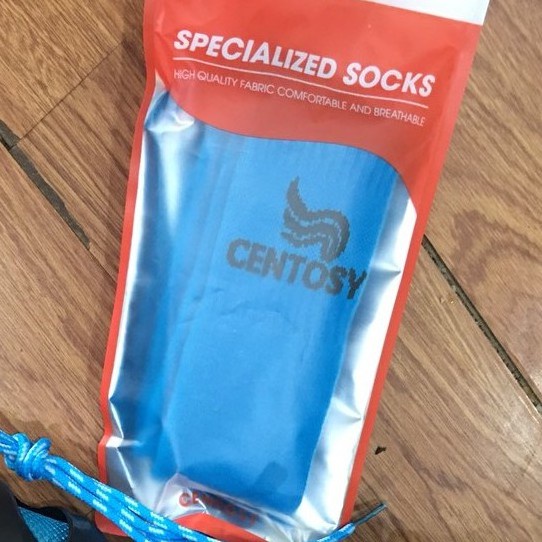 SPECIALIZED SOCKS
HIGH QUALITY FABRIC COMFORTABLE AND BREATHABLE
CENTOSY